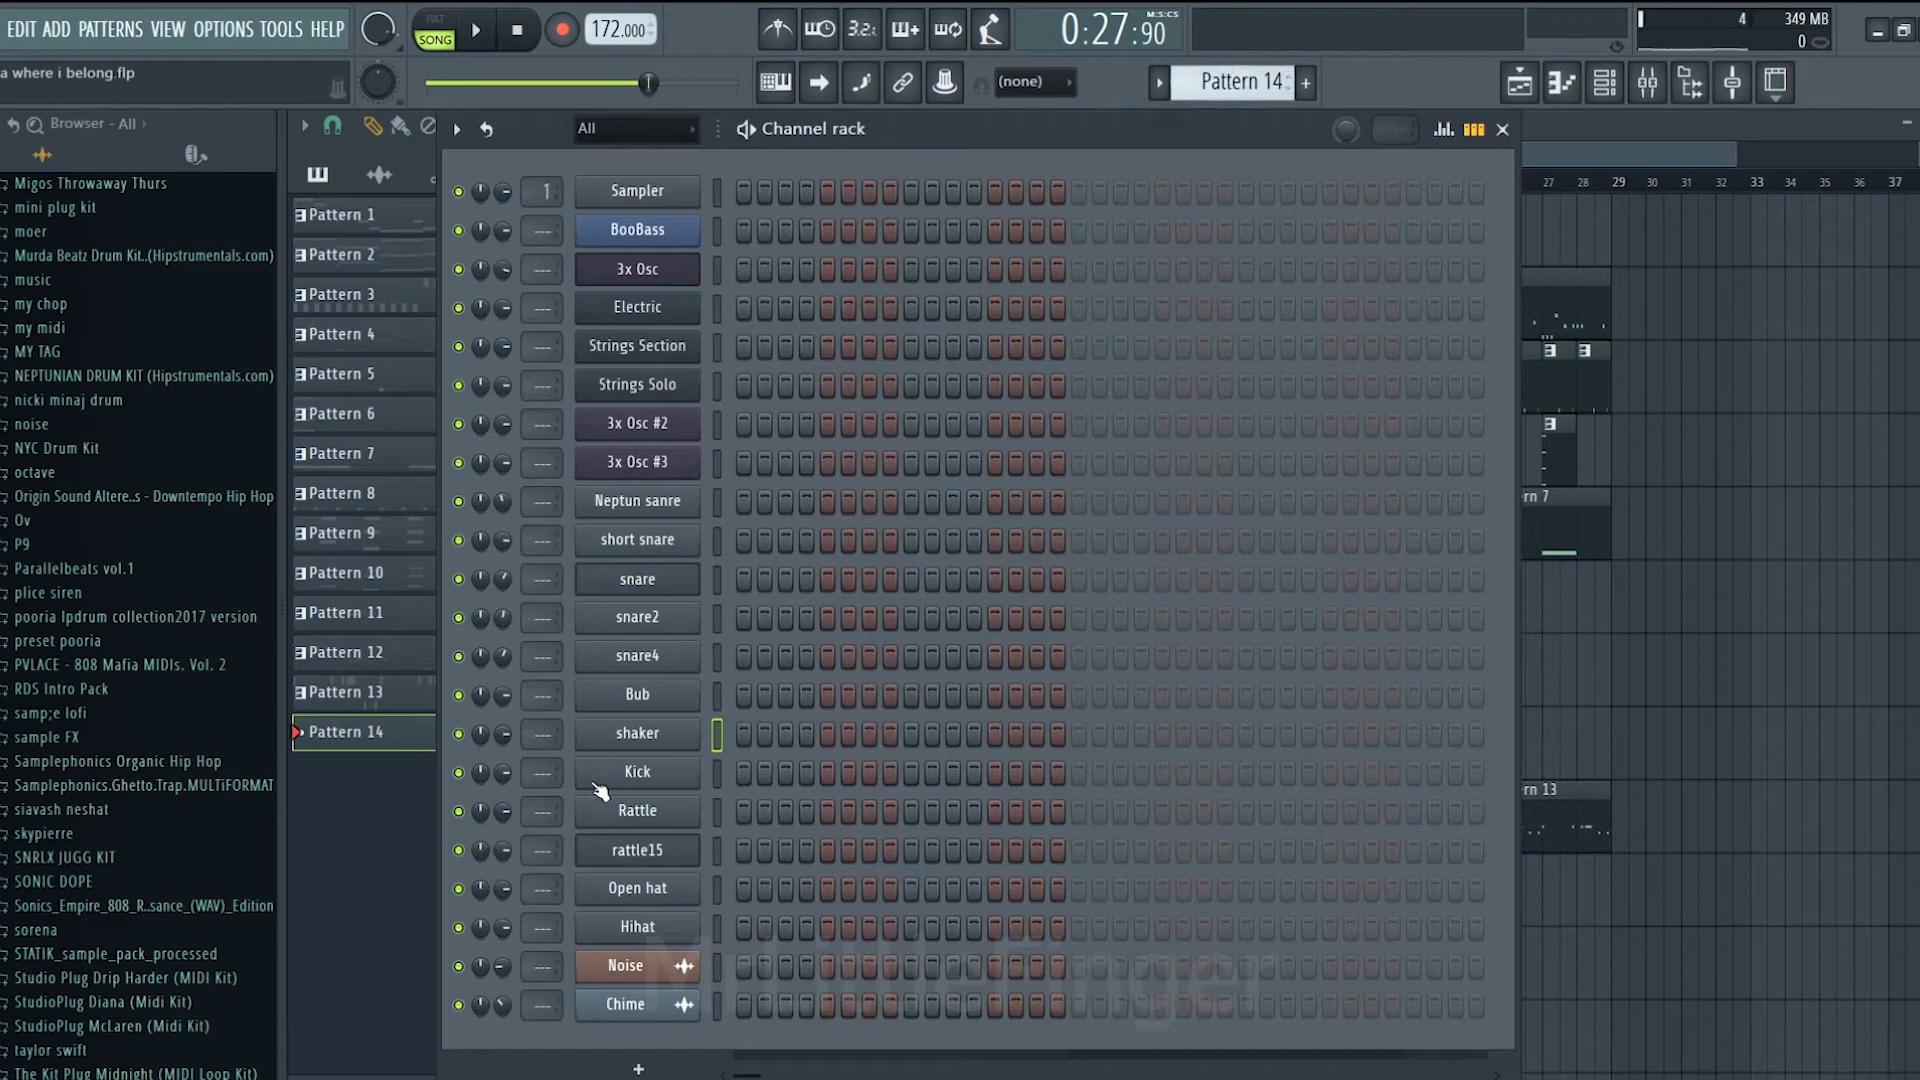 EDIT ADD PATTERNS VIEW OPTIONS TOOLS HELP
PAT
SONG
172.000
3.2:
0:27:90
M:S:CS
4
349 MB
0
a where i belong.flp
(none)
Pattern 14
+
Browser - All
All
Channel rack
Migos Throwaway Thurs
mini plug kit
moer
Murda Beatz Drum Kit..(Hipstrumentals.com)
music
my chop
my midi
MY TAG
NEPTUNIAN DRUM KIT (Hipstrumentals.com)
nicki minaj drum
noise
NYC Drum Kit
octave
Origin Sound Altere..s - Downtempo Hip Hop
Ov
P9
Parallelbeats vol.1
plice siren
pooria lpdrum collection2017 version
preset pooria
PVLACE - 808 Mafia MIDIs. Vol. 2
RDS Intro Pack
samp;e lofi
sample FX
Samplephonics Organic Hip Hop
Samplephonics.Ghetto.Trap.MULTiFORMAT
siavash neshat
skypierre
SNRLX JUGG KIT
SONIC DOPE
Sonics_Empire_808_R..sance_(WAV)_Edition
sorena
STATIK_sample_pack_processed
Studio Plug Drip Harder (MIDI Kit)
StudioPlug Diana (Midi Kit)
StudioPlug McLaren (Midi Kit)
taylor swift
The Kit Plug Midnight (MIDI Loop Kit)
Pattern 1
Pattern 2
Pattern 3
Pattern 4
Pattern 5
Pattern 6
Pattern 7
Pattern 8
Pattern 9
Pattern 10
Pattern 11
Pattern 12
Pattern 13
Pattern 14
1
Sampler
BooBass
3x Osc
Electric
Strings Section
Strings Solo
3x Osc #2
3x Osc #3
Neptun sanre
short snare
snare
snare2
snare4
Bub
shaker
Kick
Rattle
rattle15
Open hat
Hihat
Noise
Chime
+
27 28 29 30 31 32 33 34 35 36 37
rn 7
rn 13